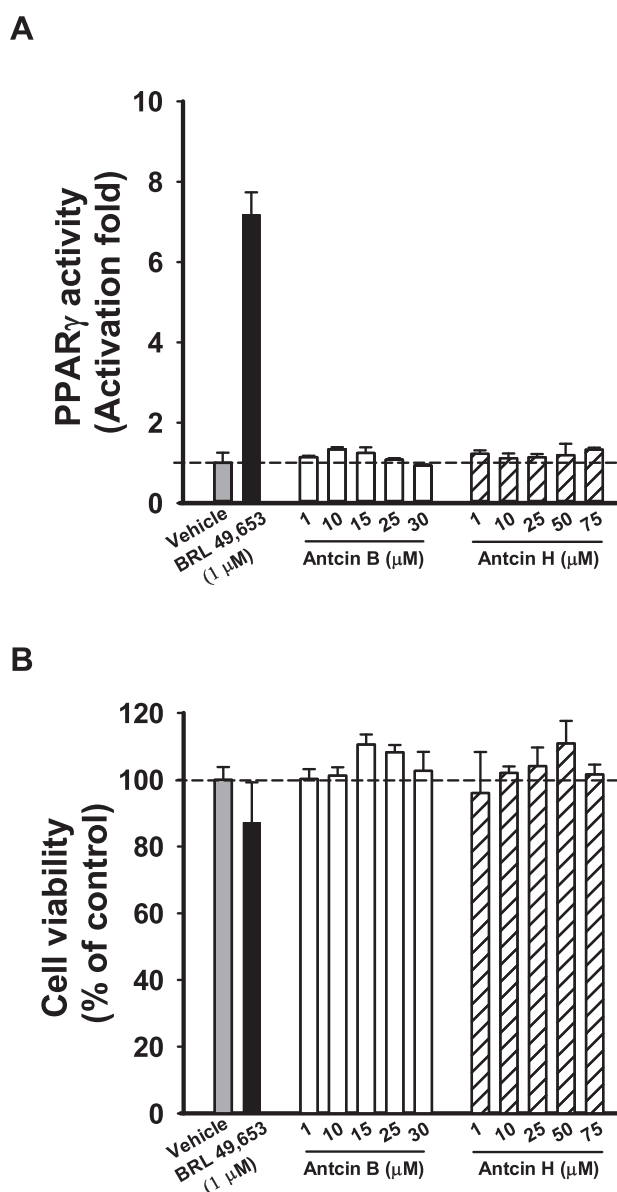 A
PPARγ activity
(Activation fold)
10
8
6
4
2
0
Vehicle
BRL 49,653
(1 μM)
1 10 15 25 30
Antcin B (μM)
1 10 25 50 75
Antcin H (μM)
B
Cell viability
(% of control)
120
100
80
60
40
20
0
Vehicle
BRL 49,653
(1 μM)
1 10 15 25 30
Antcin B (μM)
1 10 25 50 75
Antcin H (μM)